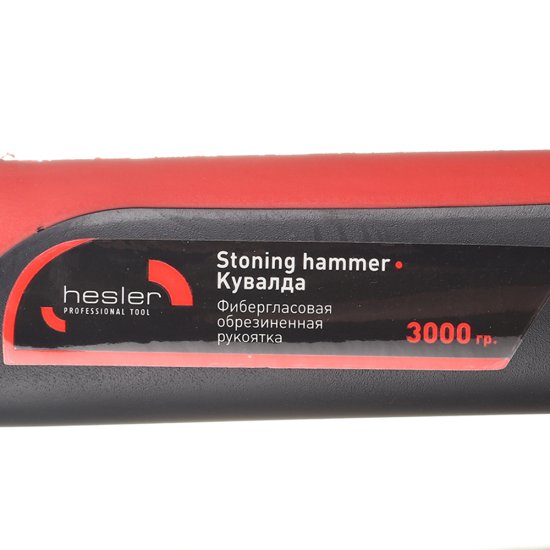 hesler
PROFESSIONAL TOOL
Stoning hammer •
Кувалда
Фибергласовая
обрезиненная
рукоятка
3000 гр.